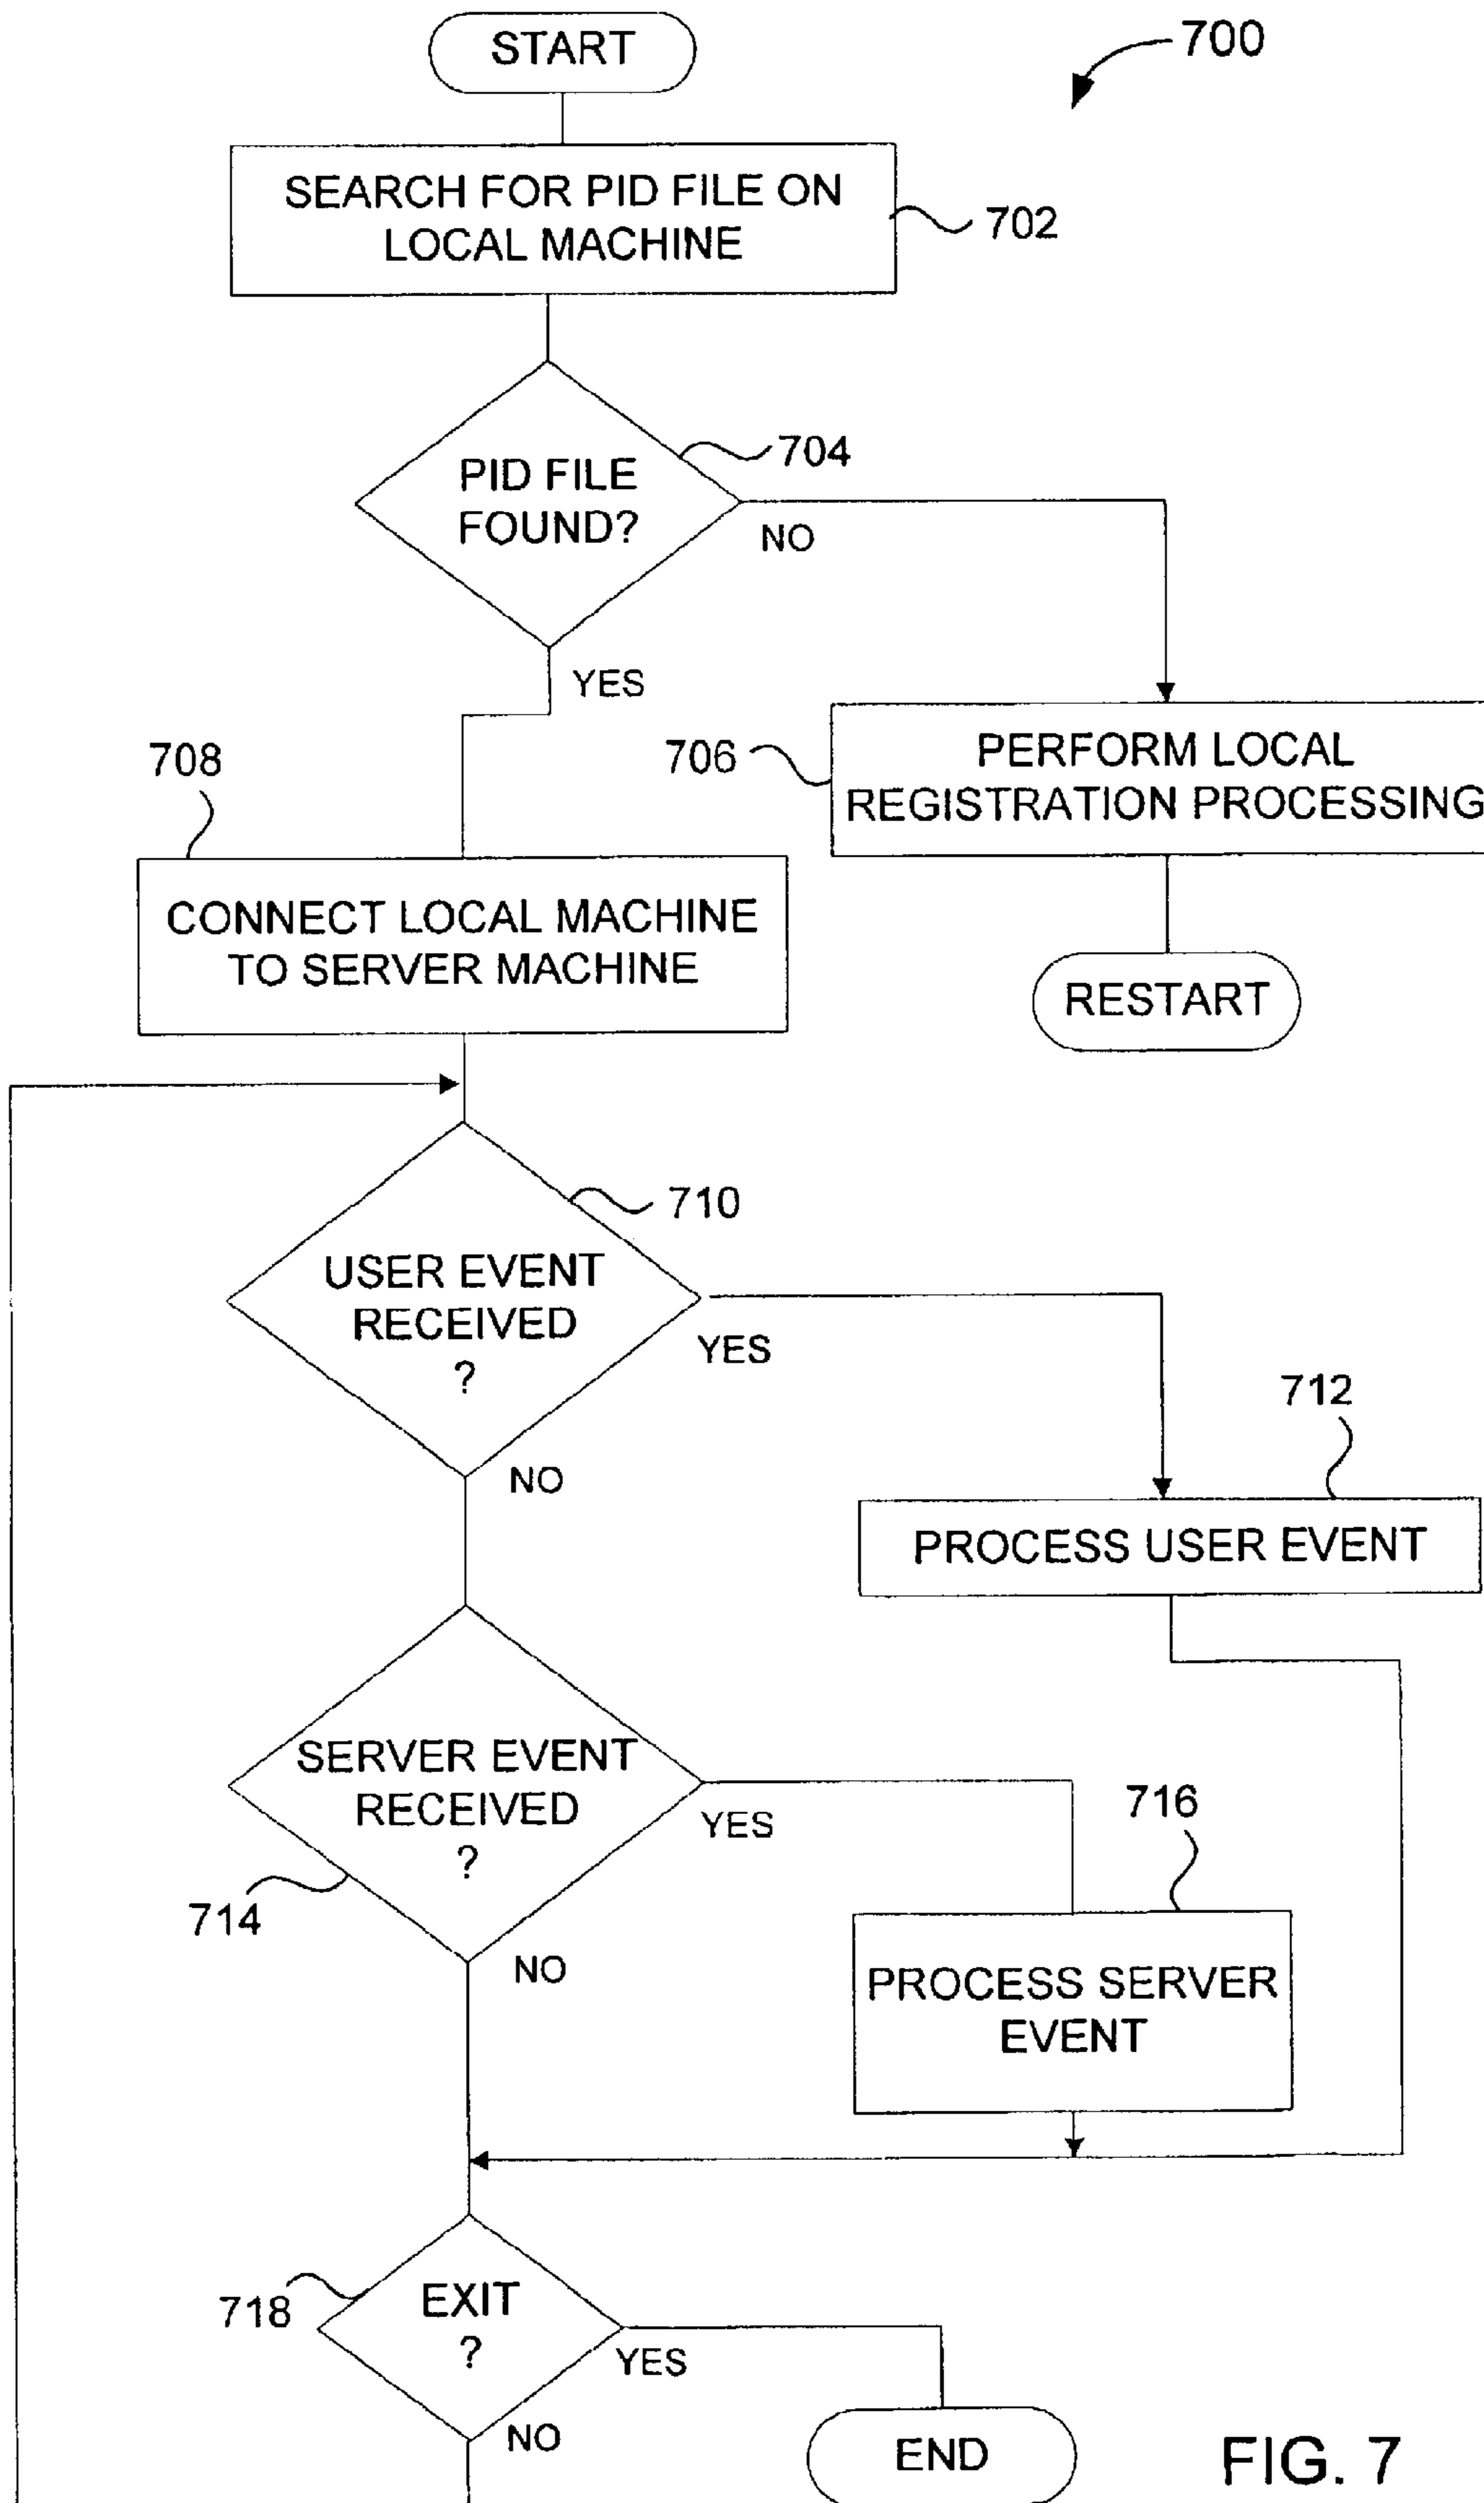 START
700
SEARCH FOR PID FILE ON
LOCAL MACHINE
702
704
PID FILE
FOUND?
NO
YES
708
706
PERFORM LOCAL
REGISTRATION PROCESSING
CONNECT LOCAL MACHINE
TO SERVER MACHINE
RESTART
710
USER EVENT
RECEIVED
?
YES
712
NO
PROCESS USER EVENT
SERVER EVENT
RECEIVED
?
YES
716
714
NO
PROCESS SERVER
EVENT
718
EXIT
?
YES
NO
END
FIG. 7